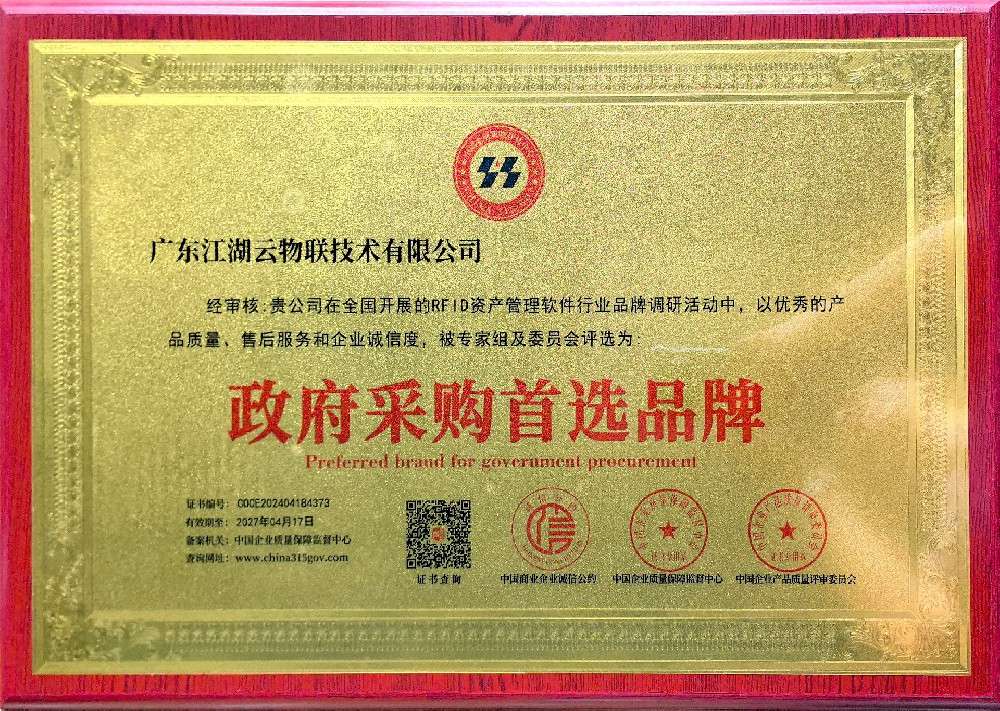 广东江湖云物联技术有限公司
经审核:贵公司在全国开展的RFID资产管理软件行业品牌调研活动中，以优秀的产
品质量、售后服务和企业诚信度，被专家组及委员会评选为:
政府采购首选品牌
Preferred brand for government procurement
证书编号: COCE202404184373
有效期至: 2027年04月17日
备案机关: 中国企业质量保障监督中心
查询网址: www.china315gov.com
证书查询
中国商业企业诚信公约
中国企业质量保障监督中心
中国企业产品质量评审委员会